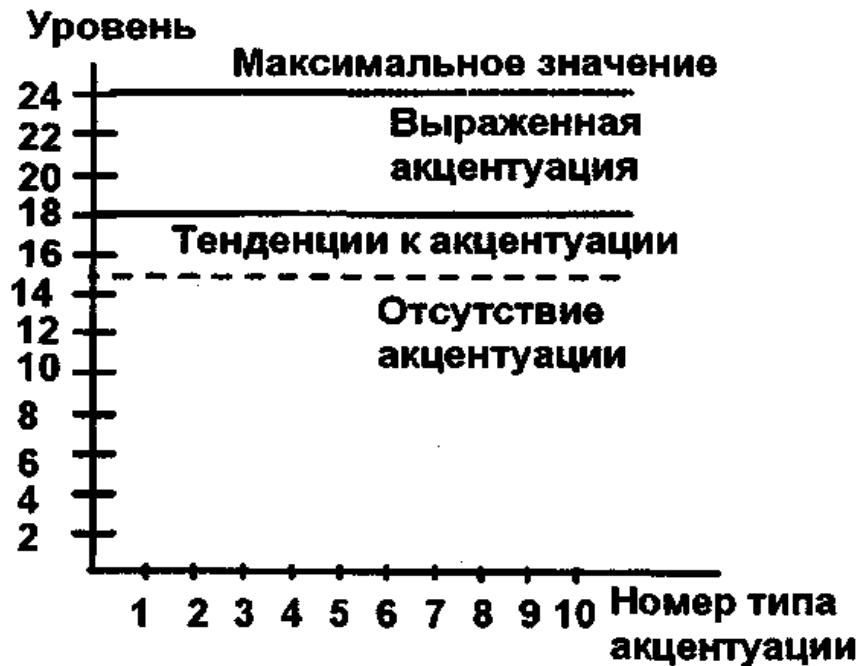 Уровень
Максимальное значение
24
Выраженная
22
акцентуация
20
18
Тенденции к акцентуации
16
14
Отсутствие
12
акцентуации
10
8
6
4
2
1 2 3 4 5 6 7 8 9 10 Номер типа
акцентуации